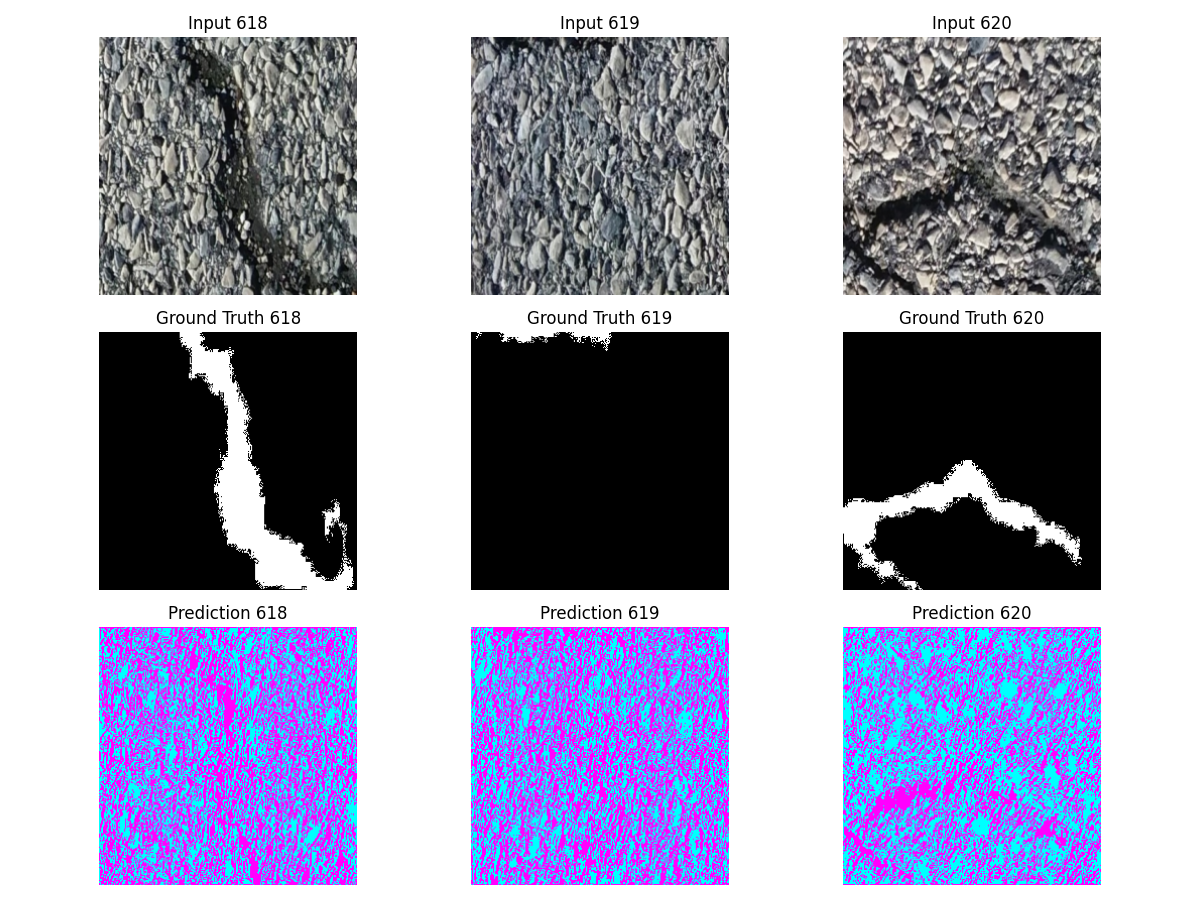 Input 618
Input 619
Input 620
Ground Truth 618
Ground Truth 619
Ground Truth 620
Prediction 618
Prediction 619
Prediction 620